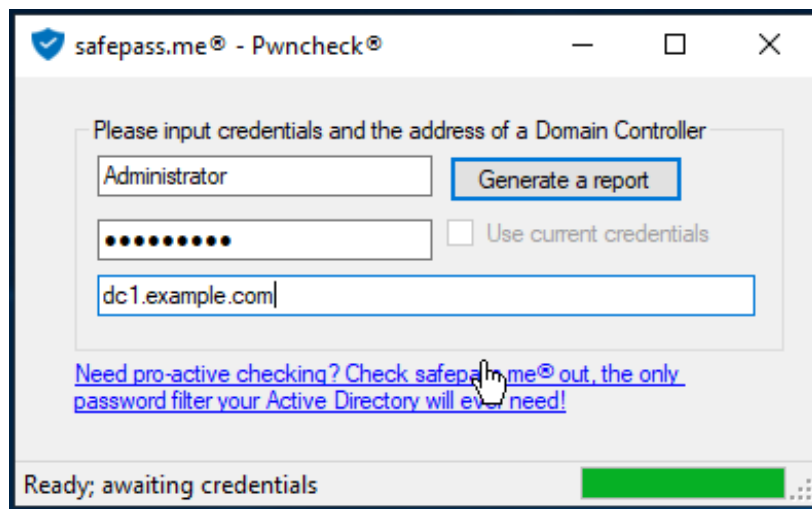 safepass.me® - Pwncheck®
Please input credentials and the address of a Domain Controller
Administrator
Generate a report
●●●●●●●●●
Use current credentials
dc1.example.com
Need pro-active checking? Check safepass.me® out, the only
password filter your Active Directory will ever need!
Ready; awaiting credentials